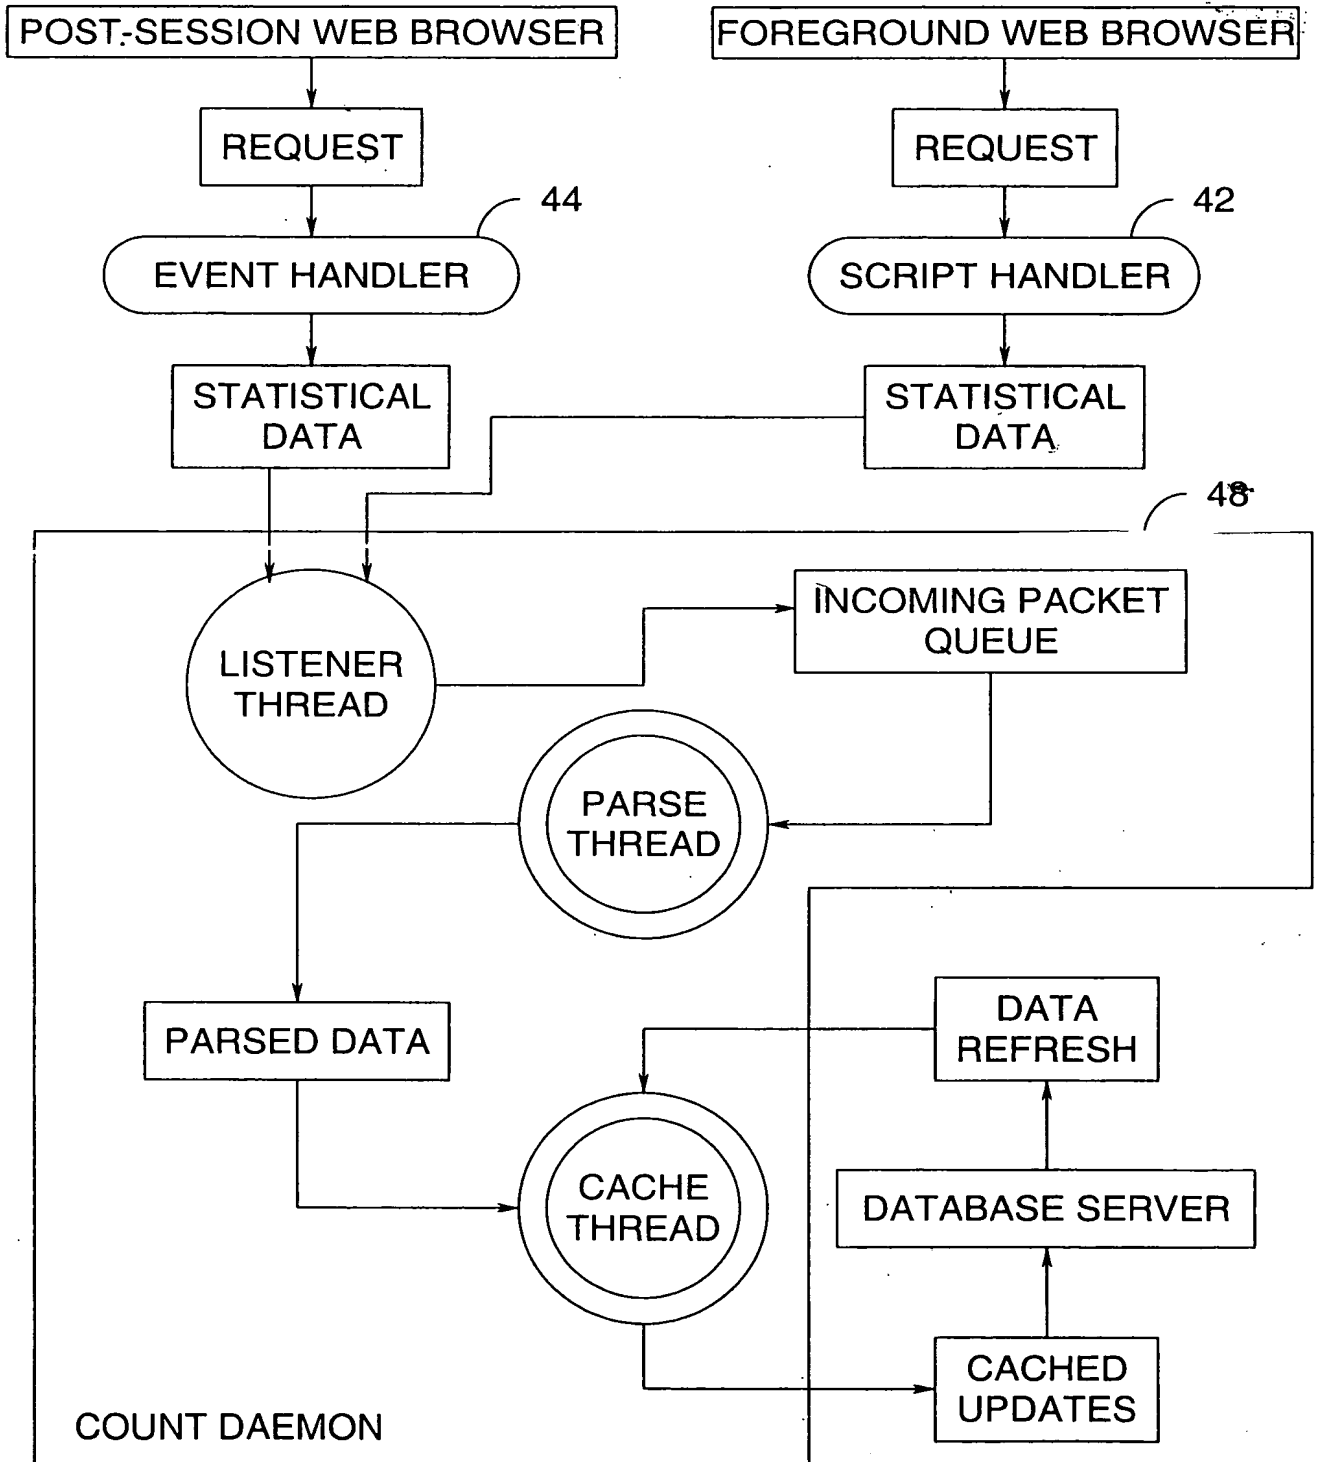 POST-SESSION WEB BROWSER
FOREGROUND WEB BROWSER
REQUEST
REQUEST
44
42
EVENT HANDLER
SCRIPT HANDLER
STATISTICAL
DATA
STATISTICAL
DATA
48
INCOMING PACKET
QUEUE
LISTENER
THREAD
PARSE
THREAD
PARSED DATA
DATA
REFRESH
CACHE
THREAD
DATABASE SERVER
CACHED
UPDATES
COUNT DAEMON